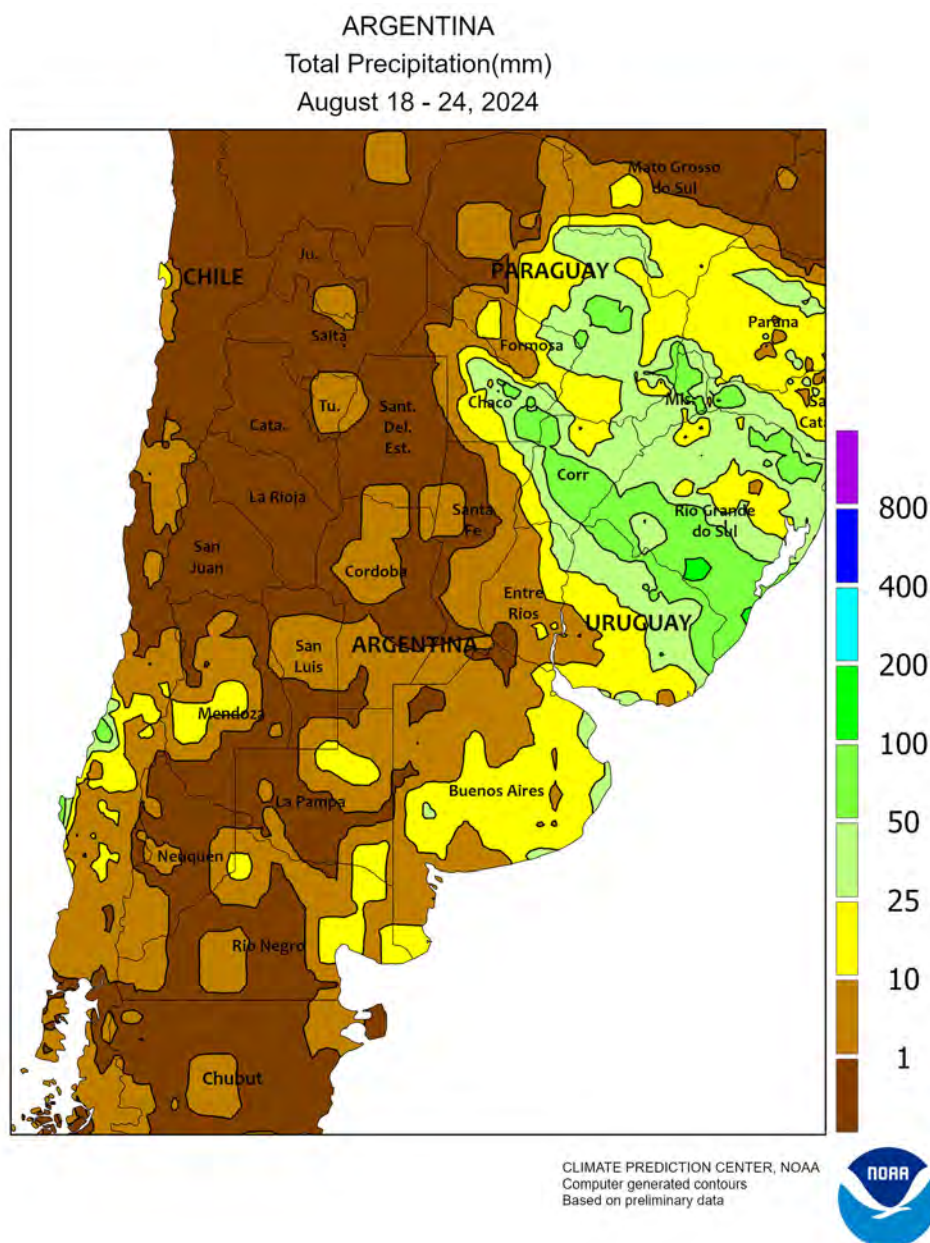 ARGENTINA
Total Precipitation(mm)
August 18 - 24, 2024
Mato Grosso
do Sul
Ju.
CHILE
PARAGUAY
Parana
Salta
Formosa
Tu.
Sant.
Del.
Est.
Chaco
Mis.
Sa
Cat.
Cata.
La Rioja
Corr
Santa
Fe
Rio Grande
do Sul
San
Juan
Cordoba
Entre
Rios
URUGUAY
ARGENTINA
San
Luis
Mendoza
La Pampa
Buenos Aires
Neuquen
Rio Negro
Chubut
800
400
200
100
50
25
10
1
CLIMATE PREDICTION CENTER, NOAA
Computer generated contours
Based on preliminary data
NOAA